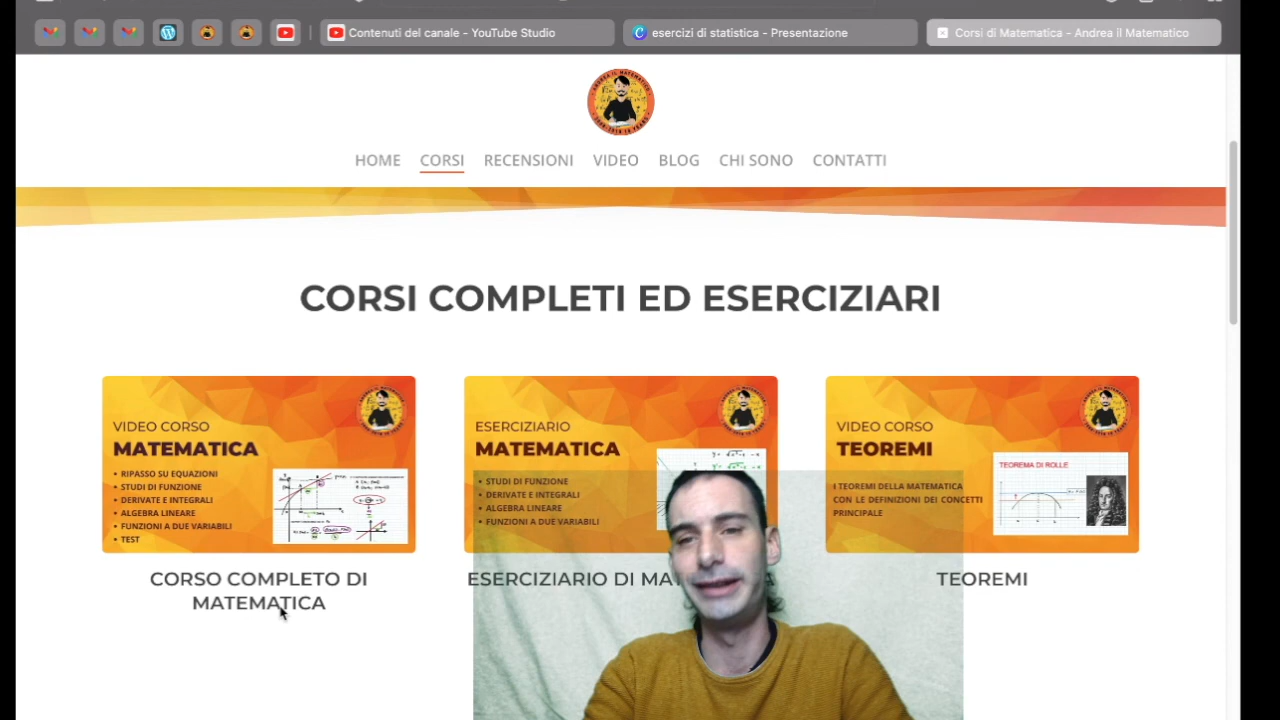 Contenuti del canale - YouTube Studio
esercizi di statistica - Presentazione
Corsi di Matematica - Andrea il Matematico
HOME CORSI RECENSIONI VIDEO BLOG CHI SONO CONTATTI
CORSI COMPLETI ED ESERCIZIARI
VIDEO CORSO
MATEMATICA
• RIPASSO SU EQUAZIONI
• STUDI DI FUNZIONE
• DERIVATE E INTEGRALI
• ALGEBRA LINEARE
• FUNZIONI A DUE VARIABILI
• TEST
CORSO COMPLETO DI
MATEMATICA
ESERCIZIARIO
MATEMATICA
• STUDI DI FUNZIONE
• DERIVATE E INTEGRALI
• ALGEBRA LINEARE
• FUNZIONI A DUE VARIABILI
ESERCIZIARIO DI
VIDEO CORSO
TEOREMI
I TEOREMI DELLA MATEMATICA
CON LE DEFINIZIONI DEI CONCETTI
PRINCIPALE
TEOREMA DI ROLLE
TEOREMI